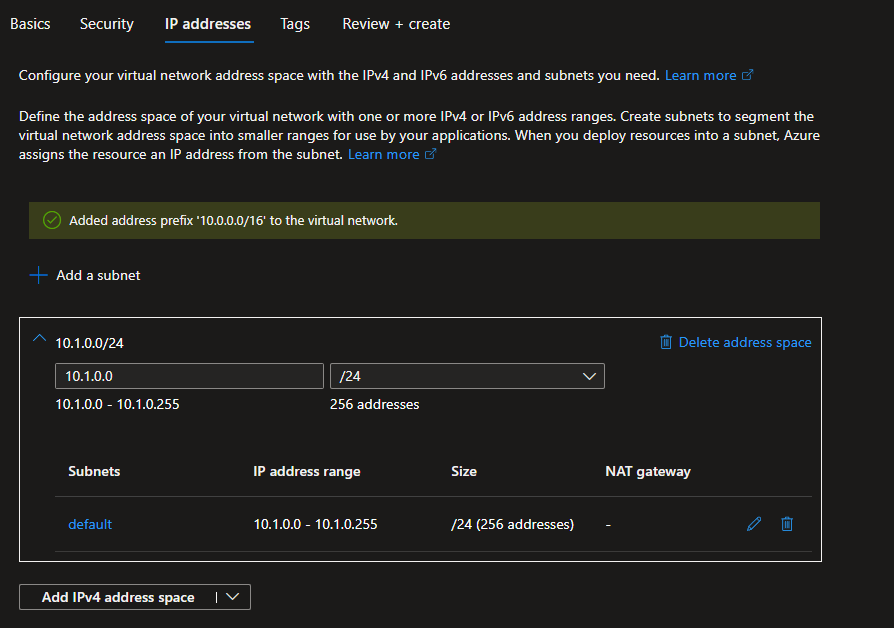 Basics Security IP addresses Tags Review + create
Configure your virtual network address space with the IPv4 and IPv6 addresses and subnets you need. Learn more
Define the address space of your virtual network with one or more IPv4 or IPv6 address ranges. Create subnets to segment the
virtual network address space into smaller ranges for use by your applications. When you deploy resources into a subnet, Azure
assigns the resource an IP address from the subnet. Learn more
Added address prefix '10.0.0.0/16' to the virtual network.
Add a subnet
10.1.0.0/24 Delete address space
10.1.0.0 /24
10.1.0.0 - 10.1.0.255 256 addresses
Subnets IP address range Size NAT gateway
default 10.1.0.0 - 10.1.0.255 /24 (256 addresses) -
Add IPv4 address space